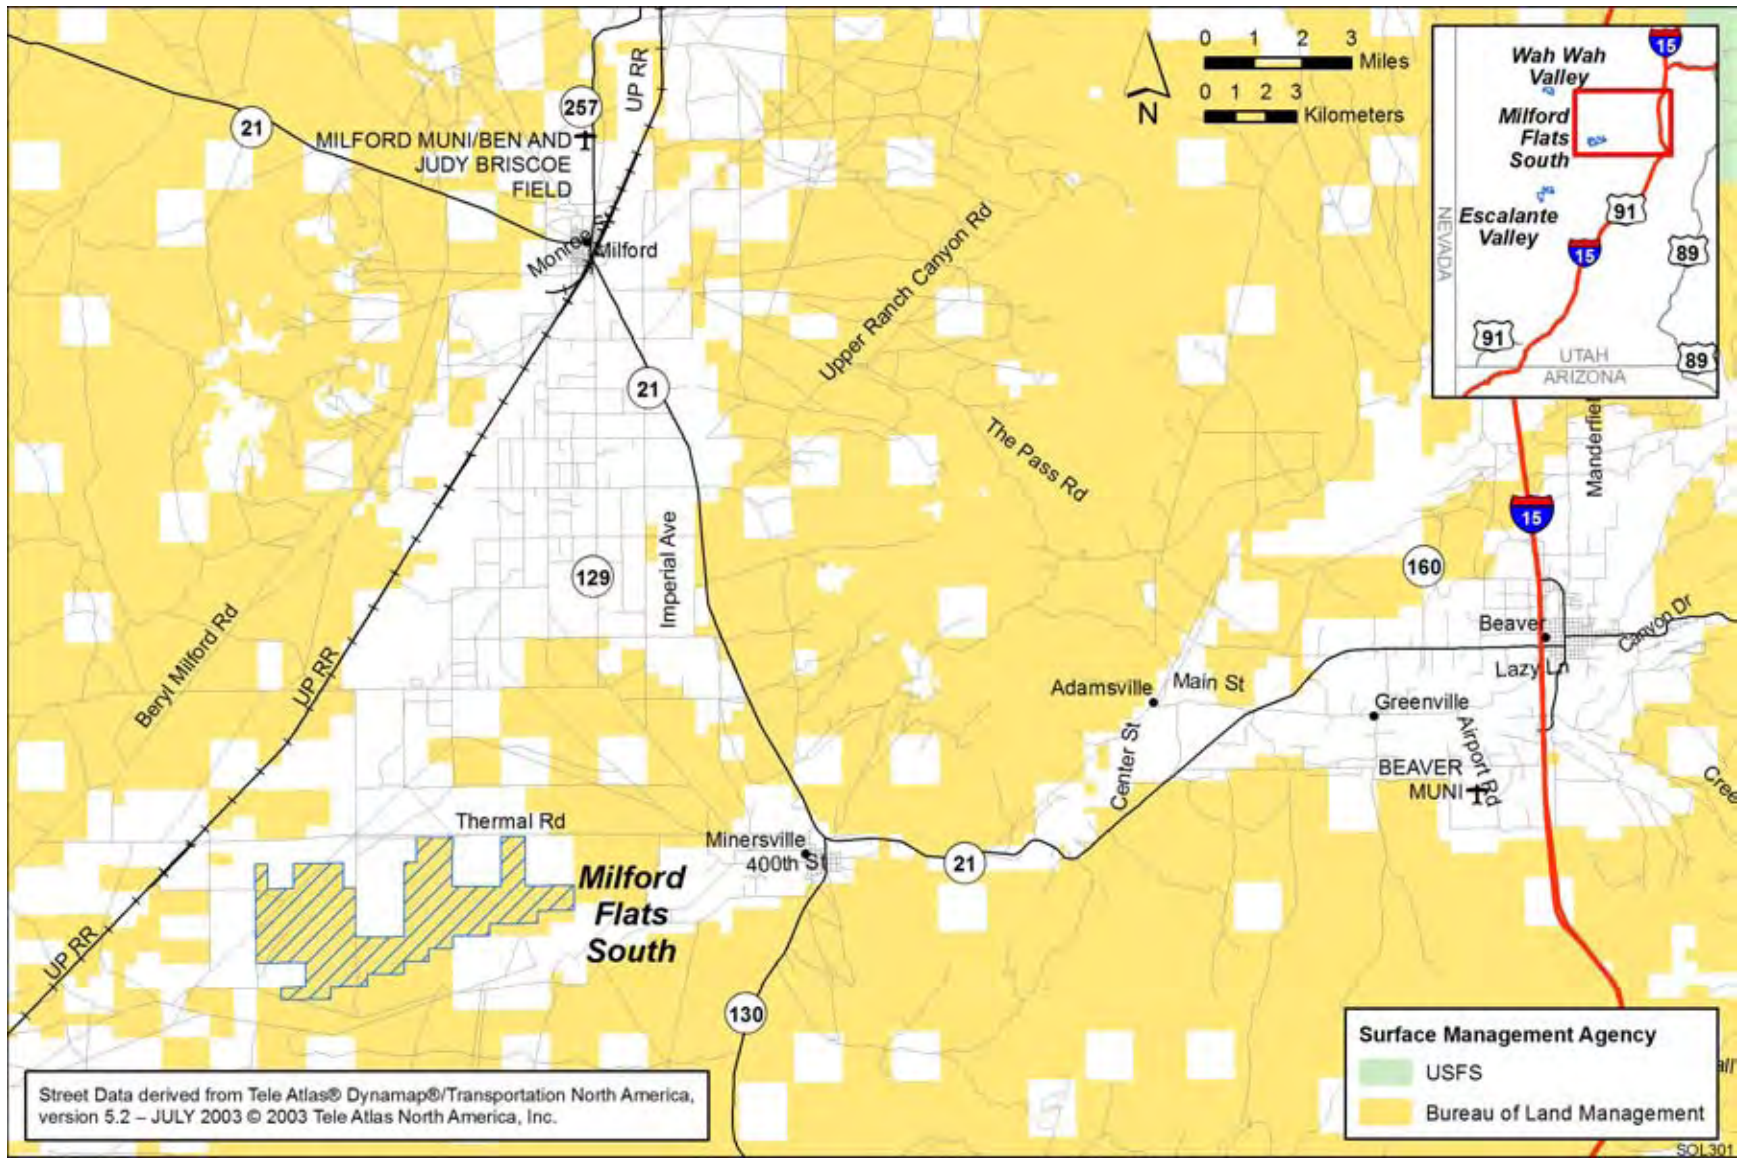 0 1 2 3
Miles
0 1 2 3
Kilometers
N
15
Wah Wah
Valley
Milford
Flats
South
Escalante
Valley
NEVADA
91
15
89
91
89
UTAH
ARIZONA
UP RR
257
21
MILFORD MUNI/BEN AND
JUDY BRISCOE
FIELD
Milford
Upper Ranch Canyon Rd
21
The Pass Rd
15
Imperial Ave
129
160
Beryl Milford Rd
UP RR
Beaver
Canyon Dr
Lazy Ln
Adamsville
Main St
Greenville
Center St
Airport Rd
BEAVER
MUNI
Thermal Rd
Minersville
400th St
21
Milford
Flats
South
UP RR
130
Surface Management Agency
USFS
Bureau of Land Management
Street Data derived from Tele Atlas® Dynamap®/Transportation North America,
version 5.2 – JULY 2003 © 2003 Tele Atlas North America, Inc.
SOL301